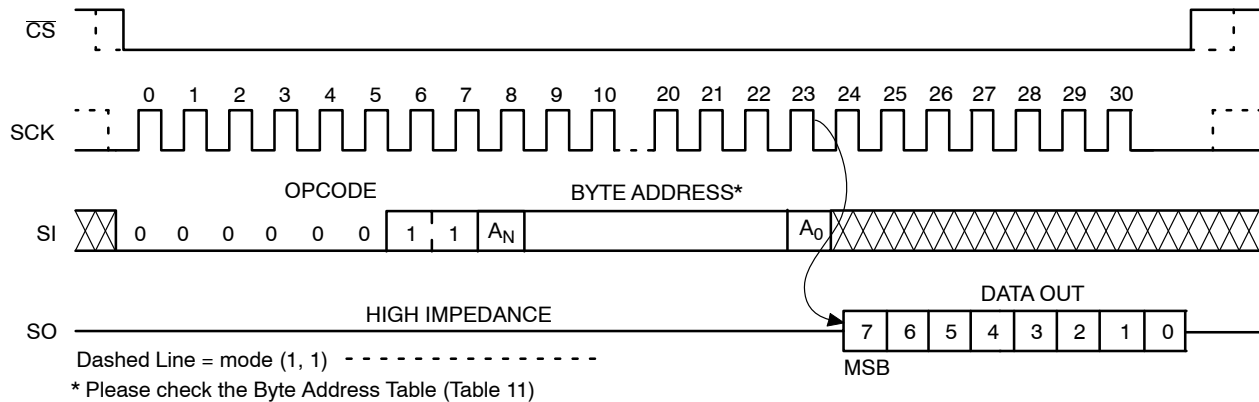 CS
0 1 2 3 4 5 6 7 8 9 10 20 21 22 23 24 25 26 27 28 29 30
SCK
OPCODE BYTE ADDRESS*
SI 0 0 0 0 0 0 1 1 AN A0
DATA OUT
HIGH IMPEDANCE
SO 7 6 5 4 3 2 1 0
Dashed Line = mode (1, 1)
MSB
* Please check the Byte Address Table (Table 11)